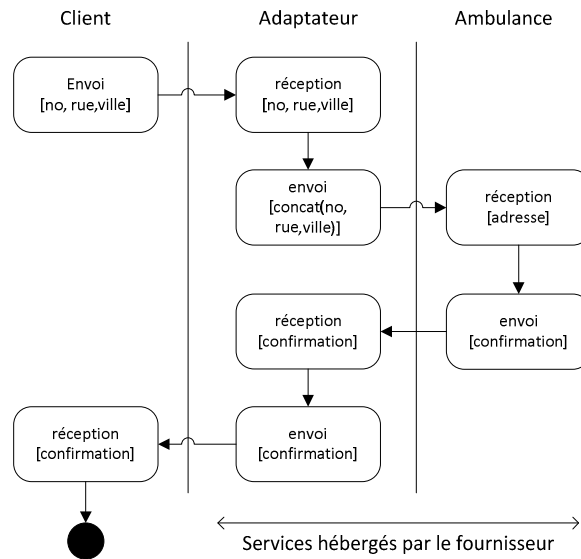 Client
Adaptateur
Ambulance
Envoi
[no, rue,ville]
réception
[no, rue,ville]
envoi
[concat(no,
rue,ville)]
réception
[adresse]
réception
[confirmation]
envoi
[confirmation]
réception
[confirmation]
envoi
[confirmation]
Services hébergés par le fournisseur